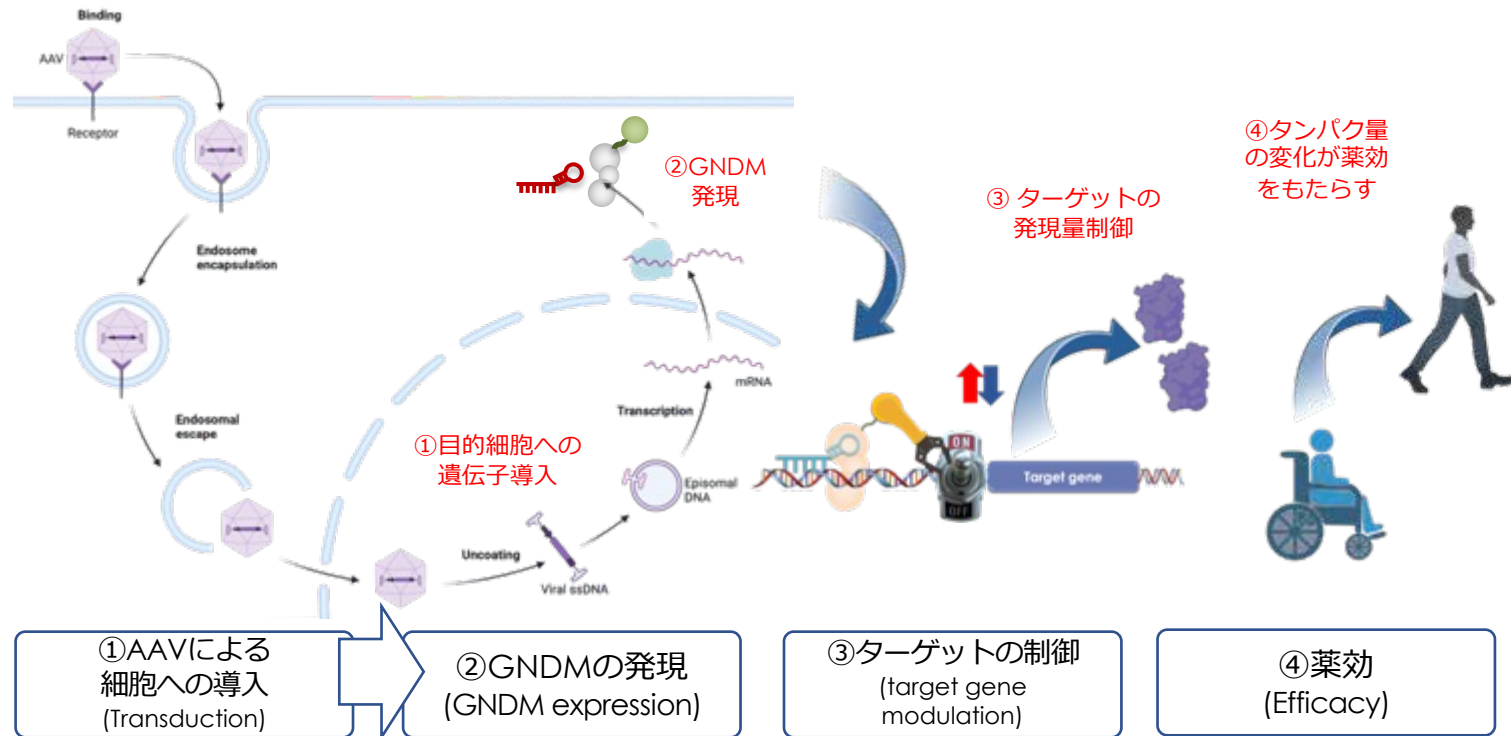 Binding
AAV
Receptor
Endosome
encapsulation
Endosomal
escape
Uncoating
Viral ssDNA
Episomal
DNA
Transcription
mRNA
①目的細胞への
遺伝子導入
②GNDM
発現
③ ターゲットの
発現量制御
ON
OFF
Target gene
④タンパク量
の変化が薬効
をもたらす
①AAVによる
細胞への導入
(Transduction)
②GNDMの発現
(GNDM expression)
③ターゲットの制御
(target gene
modulation)
④薬効
(Efficacy)